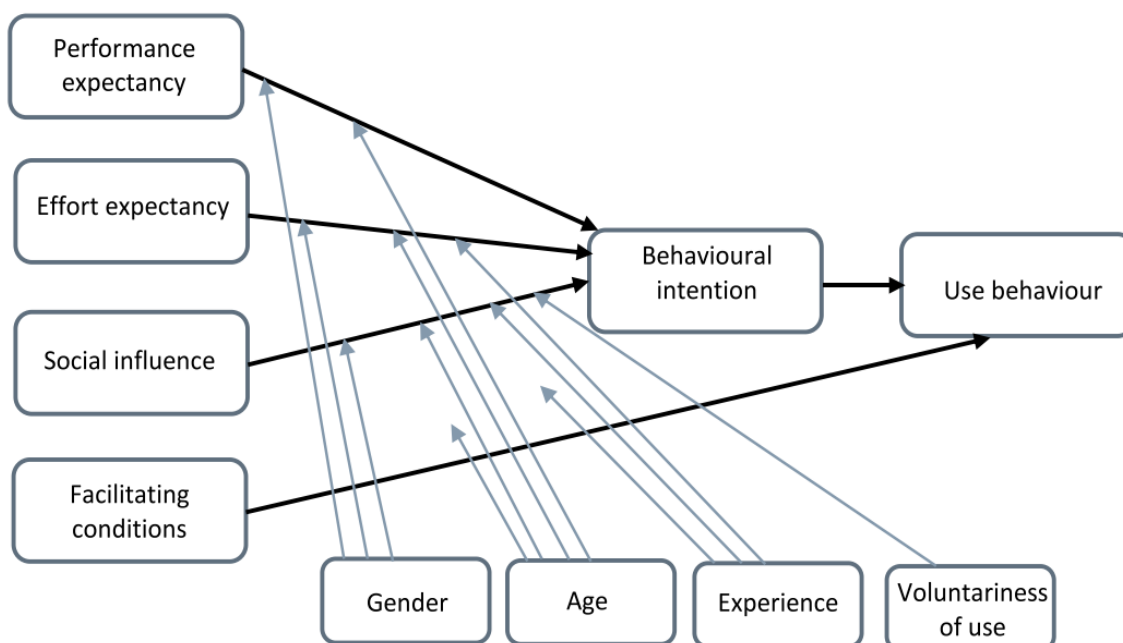 Performance
expectancy
Effort expectancy
Social influence
Facilitating
conditions
Behavioural
intention
Use behaviour
Gender
Age
Experience
Voluntariness
of use